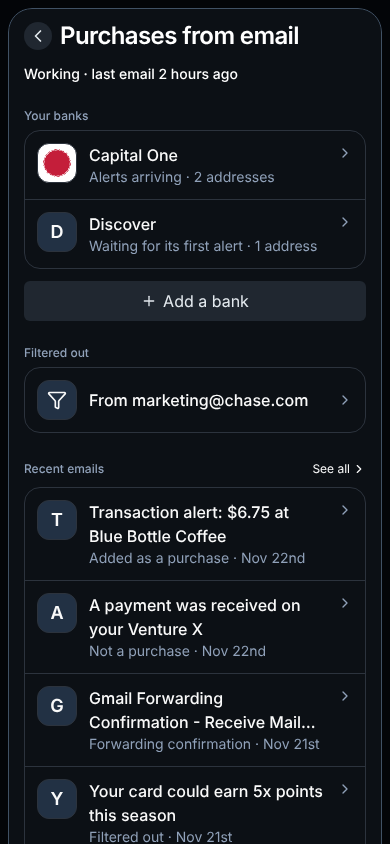 Purchases from email
Working · last email 2 hours ago
Your banks
Capital One
Alerts arriving · 2 addresses
D
Discover
Waiting for its first alert · 1 address
+ Add a bank
Filtered out
From marketing@chase.com
Recent emails
See all
T
Transaction alert: $6.75 at
Blue Bottle Coffee
Added as a purchase · Nov 22nd
A
A payment was received on
your Venture X
Not a purchase · Nov 22nd
G
Gmail Forwarding
Confirmation - Receive Mail...
Forwarding confirmation · Nov 21st
Y
Your card could earn 5x points
this season
Filtered out · Nov 21st